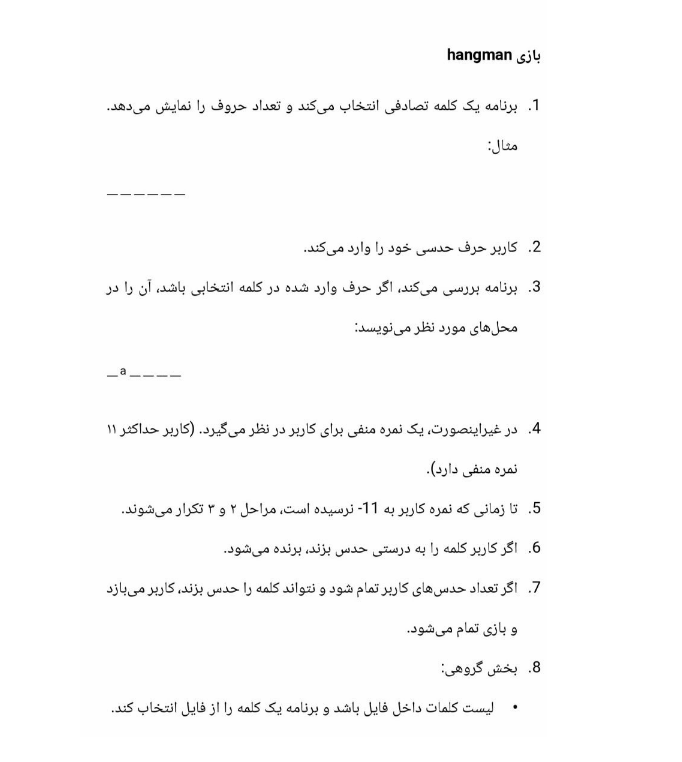 بازی hangman
1. برنامه یک کلمه تصادفی انتخاب می‌کند و تعداد حروف را نمایش می‌دهد.
مثال:
_ _ _ _ _ _
2. کاربر حرف حدسی خود را وارد می‌کند.
3. برنامه بررسی می‌کند، اگر حرف وارد شده در کلمه انتخابی باشد، آن را در
محل‌های مورد نظر می‌نویسد:
_ a _ _ _ _
4. در غیراینصورت، یک نمره منفی برای کاربر در نظر می‌گیرد. (کاربر حداکثر ۱۱
نمره منفی دارد).
5. تا زمانی که نمره کاربر به 11- نرسیده است، مراحل ۲ و ۳ تکرار می‌شوند.
6. اگر کاربر کلمه را به درستی حدس بزند، برنده می‌شود.
7. اگر تعداد حدس‌های کاربر تمام شود و نتواند کلمه را حدس بزند، کاربر می‌بازد
و بازی تمام می‌شود.
8. بخش گروهی:
• لیست کلمات داخل فایل باشد و برنامه یک کلمه را از فایل انتخاب کند.